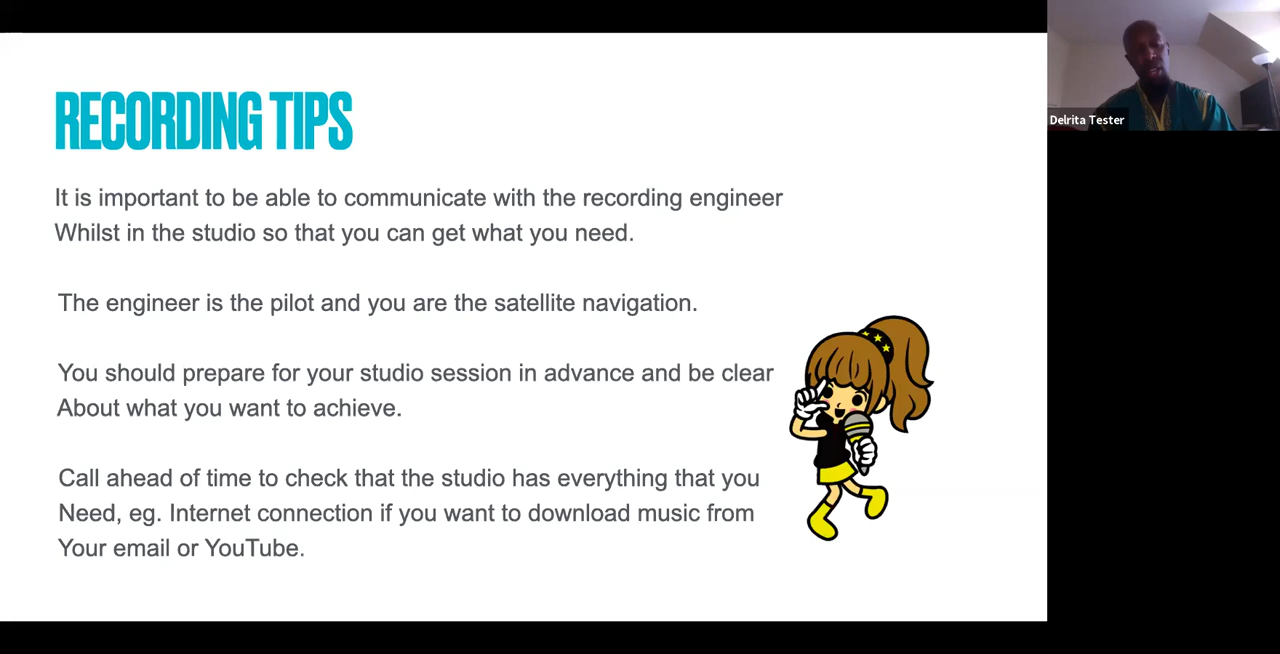 RECORDING TIPS
It is important to be able to communicate with the recording engineer
Whilst in the studio so that you can get what you need.
The engineer is the pilot and you are the satellite navigation.
You should prepare for your studio session in advance and be clear
About what you want to achieve.
Call ahead of time to check that the studio has everything that you
Need, eg. Internet connection if you want to download music from
Your email or YouTube.
Delrita Tester